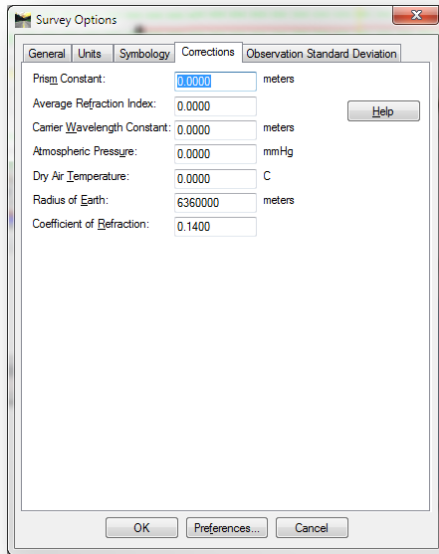 Survey Options
General Units Symbology Corrections Observation Standard Deviation
Prism Constant: 0.0000 meters
Average Refraction Index: 0.0000
Help
Carrier Wavelength Constant: 0.0000 meters
Atmospheric Pressure: 0.0000 mmHg
Dry Air Temperature: 0.0000 C
Radius of Earth: 6360000 meters
Coefficient of Refraction: 0.1400
OK Preferences... Cancel